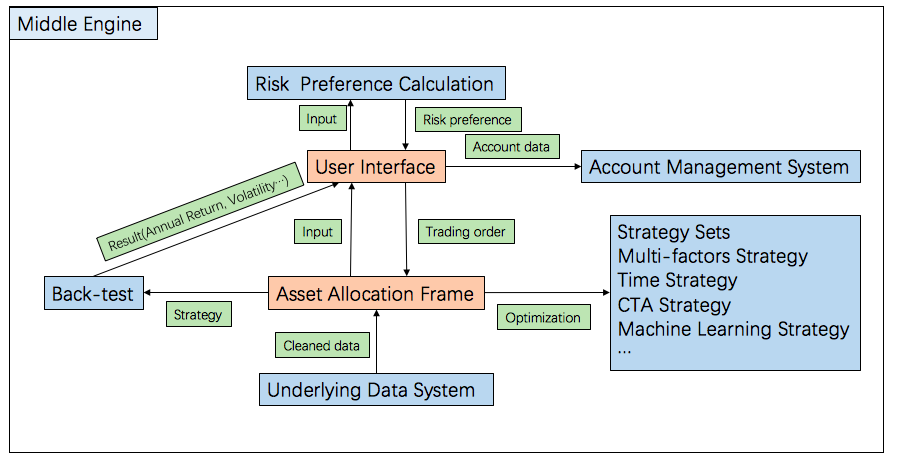 Middle Engine
Risk Preference Calculation
Input
Risk preference
Account data
User Interface
Account Management System
Result(Annual Return, Volatility···)
Input
Trading order
Strategy Sets
Multi-factors Strategy
Time Strategy
CTA Strategy
Machine Learning Strategy
...
Back-test
Asset Allocation Frame
Strategy
Optimization
Cleaned data
Underlying Data System